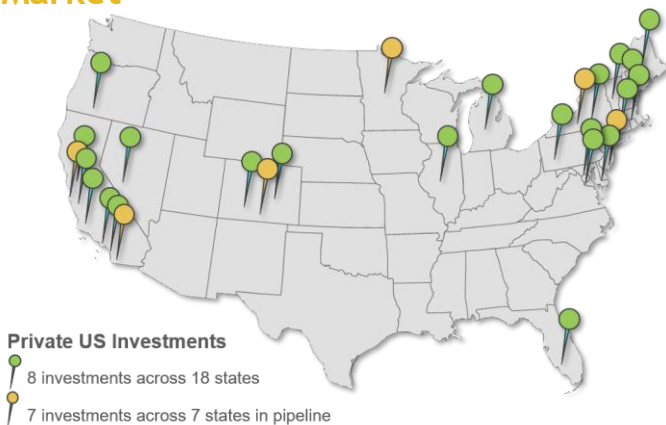 Market
Private US Investments
8 investments across 18 states
7 investments across 7 states in pipeline